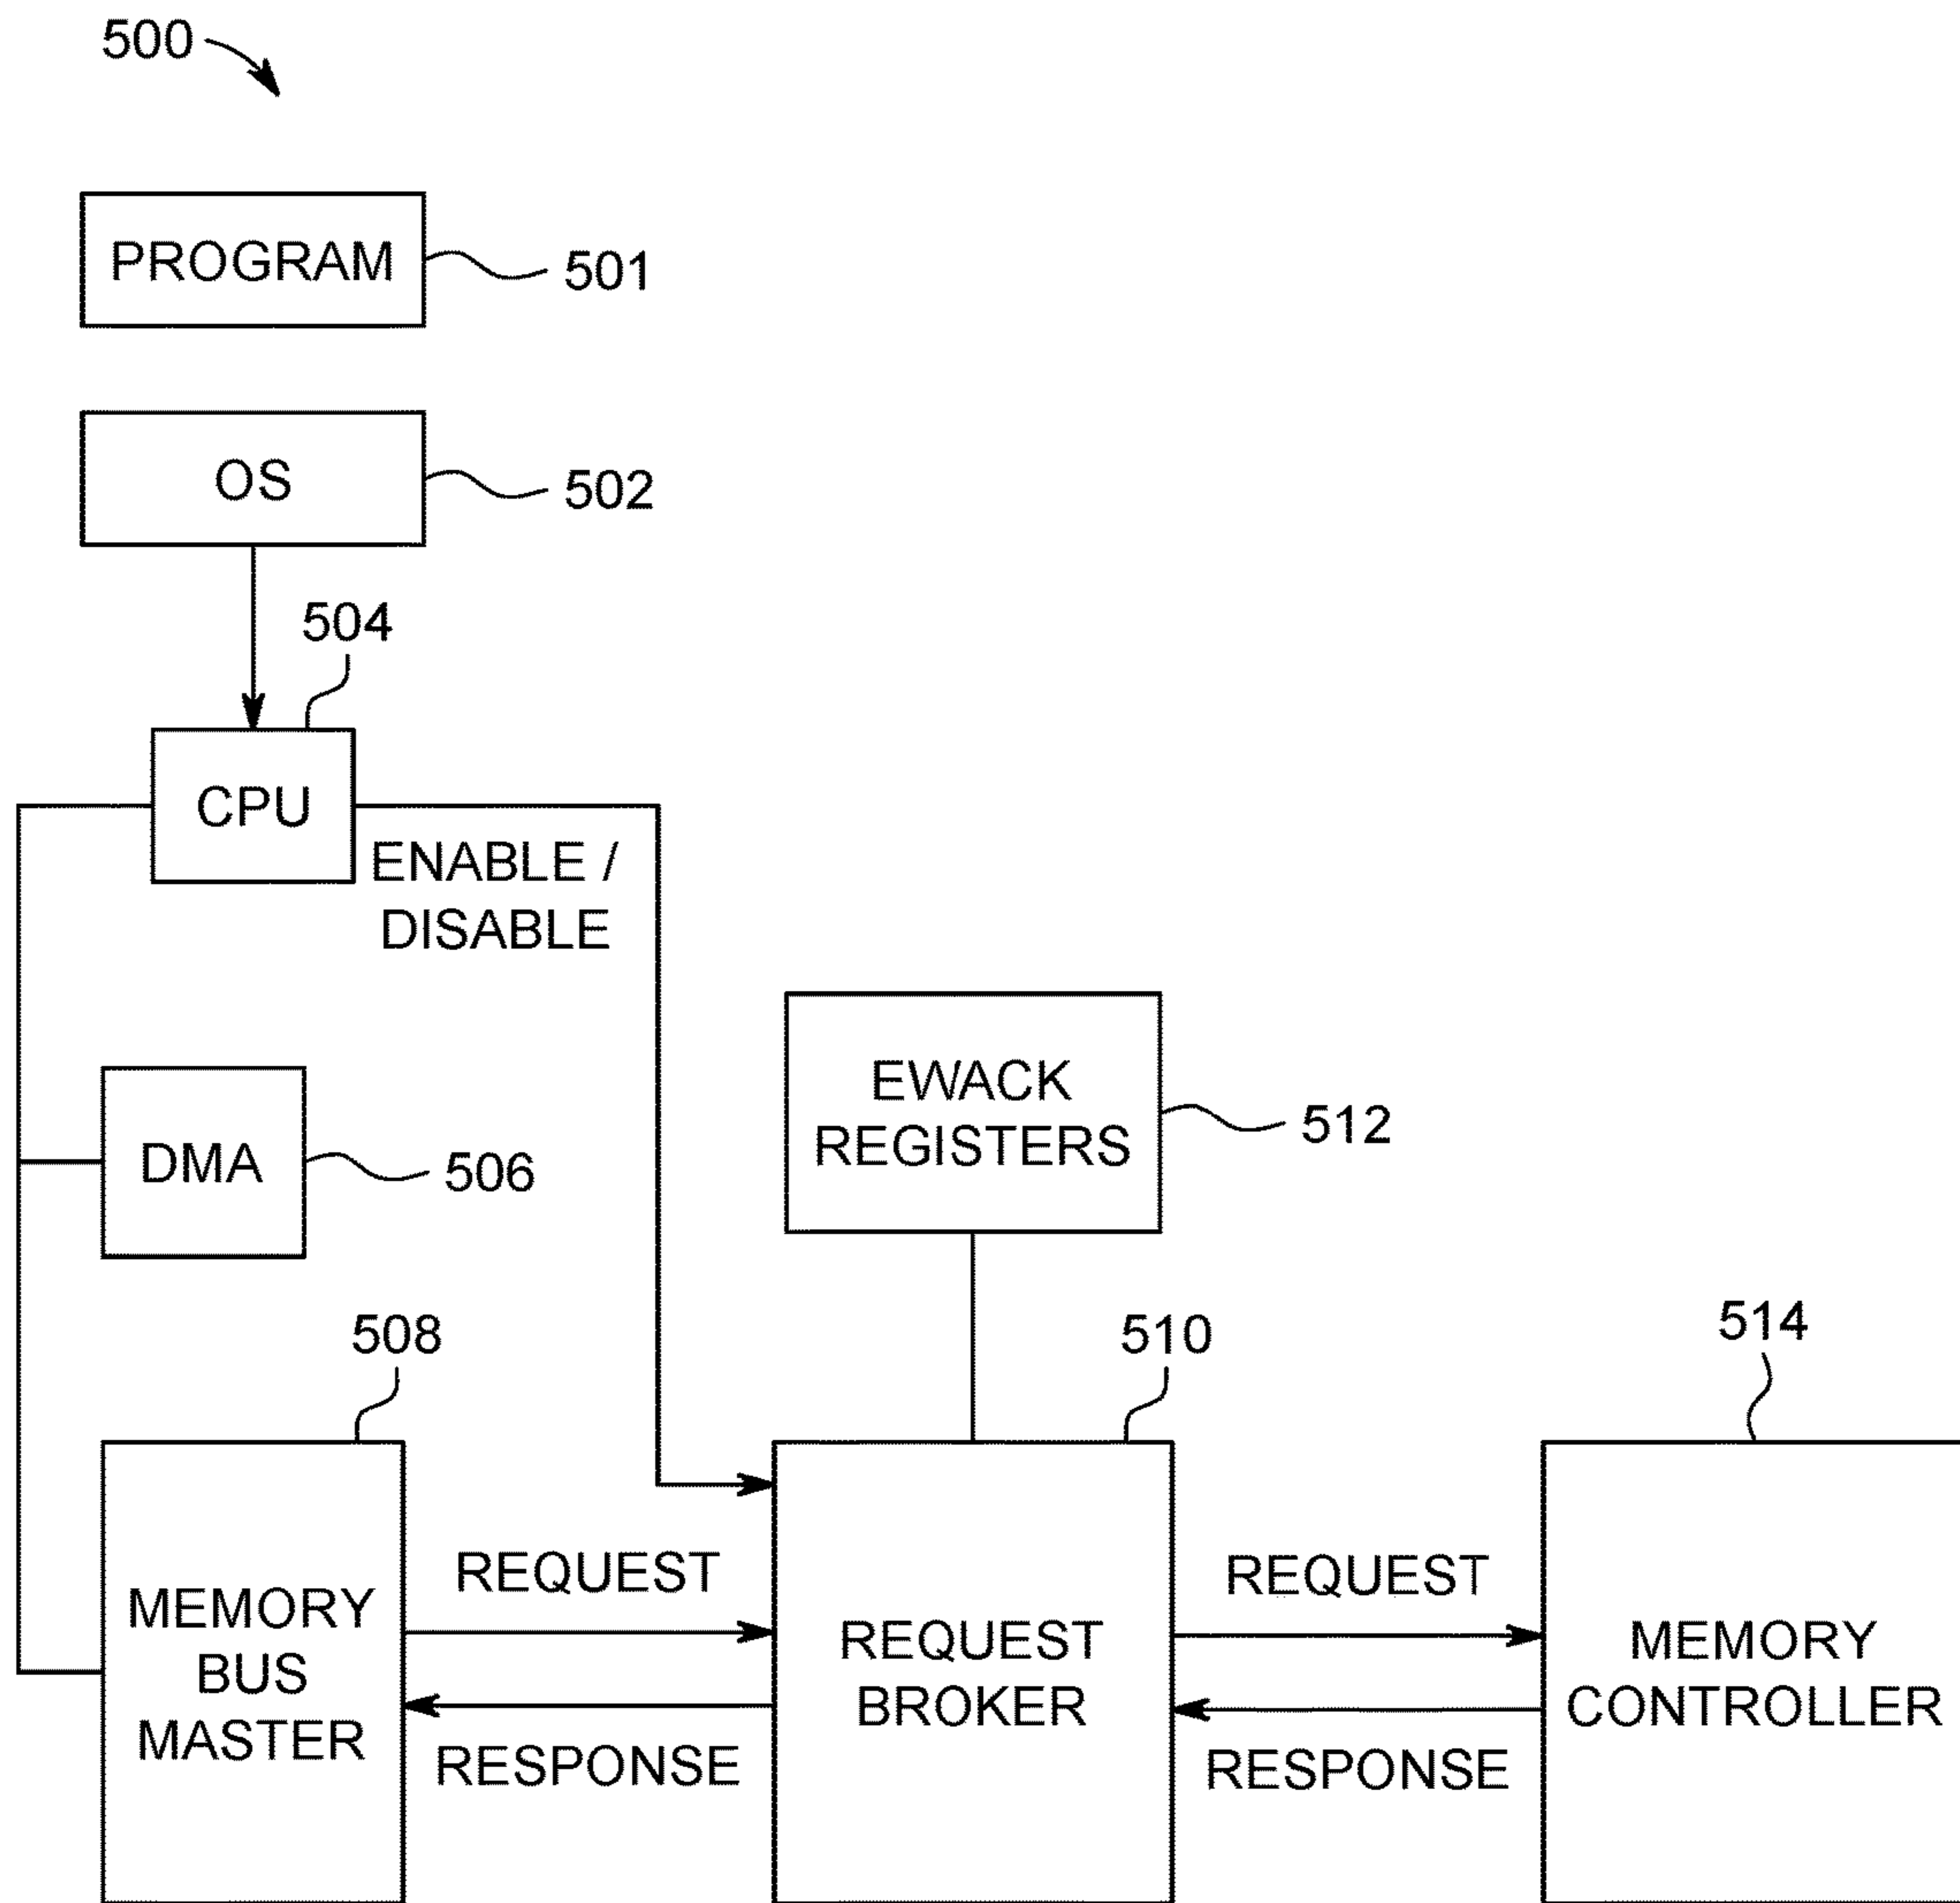 500
PROGRAM
501
OS
502
504
CPU
ENABLE /
DISABLE
EWACK
REGISTERS
512
DMA
506
508
510
514
MEMORY
BUS
MASTER
REQUEST
RESPONSE
REQUEST
BROKER
REQUEST
RESPONSE
MEMORY
CONTROLLER